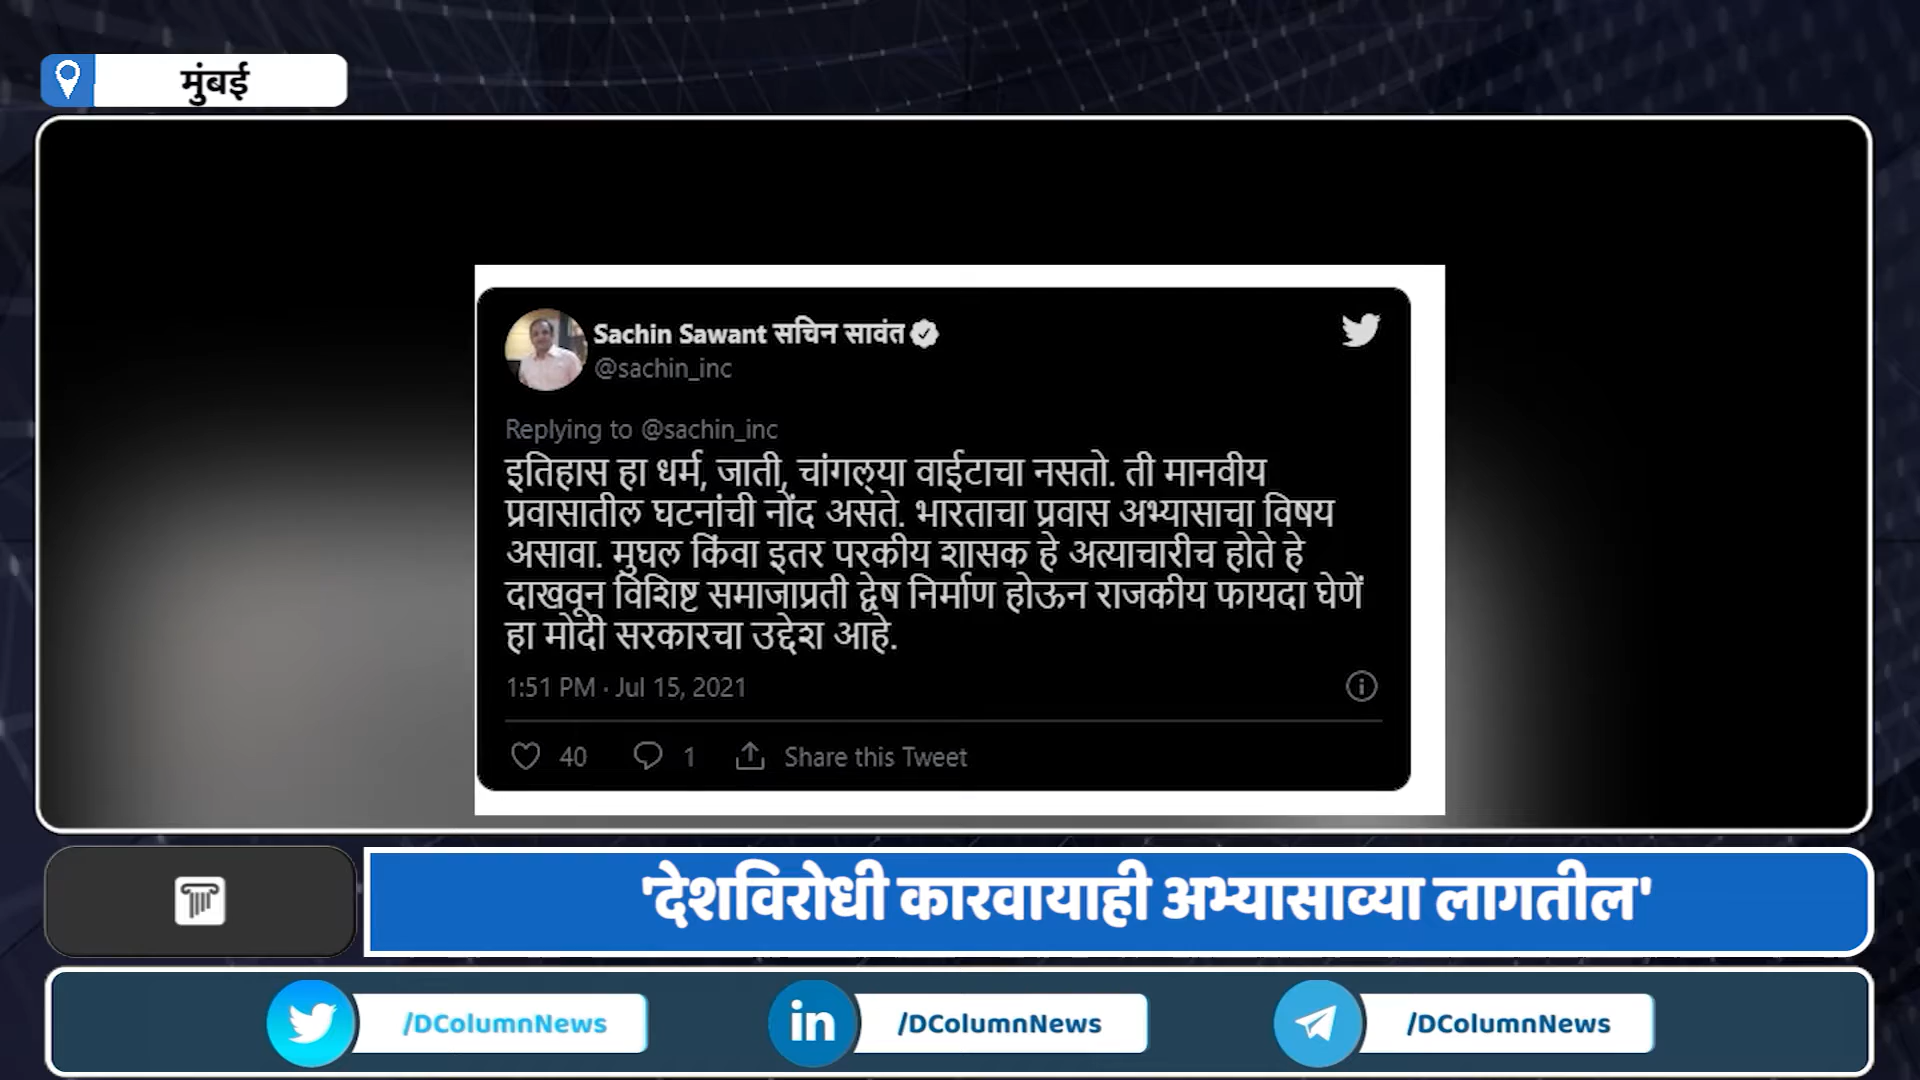 मुंबई
Sachin Sawant सचिन सावंत
@sachin_inc
Replying to @sachin_inc
इतिहास हा धर्म, जाती, चांगल्या वाईटाचा नसतो. ती मानवीय
प्रवासातील घटनांची नोंद असते. भारताचा प्रवास अभ्यासाचा विषय
असावा. मुघल किंवा इतर परकीय शासक हे अत्याचारीच होते हे
दाखवून विशिष्ट समाजाप्रती द्वेष निर्माण होऊन राजकीय फायदा घेणें
हा मोदी सरकारचा उद्देश आहे.
1:51 PM · Jul 15, 2021
40 1 Share this Tweet
'देशविरोधी कारवायाही अभ्यासाव्या लागतील'
/DColumnNews in /DColumnNews /DColumnNews